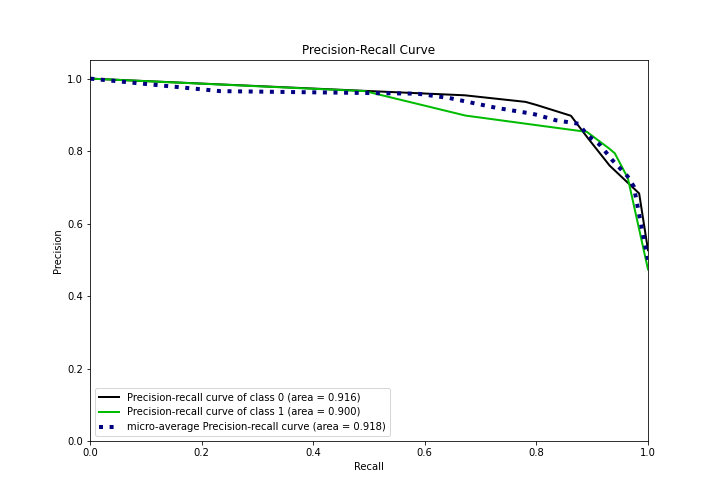 Precision-Recall Curve
1.0
0.8
0.6
0.4
0.2
0.0
Precision
Precision-recall curve of class 0 (area = 0.916)
Precision-recall curve of class 1 (area = 0.900)
micro-average Precision-recall curve (area = 0.918)
0.0 0.2 0.4 0.6 0.8 1.0
Recall